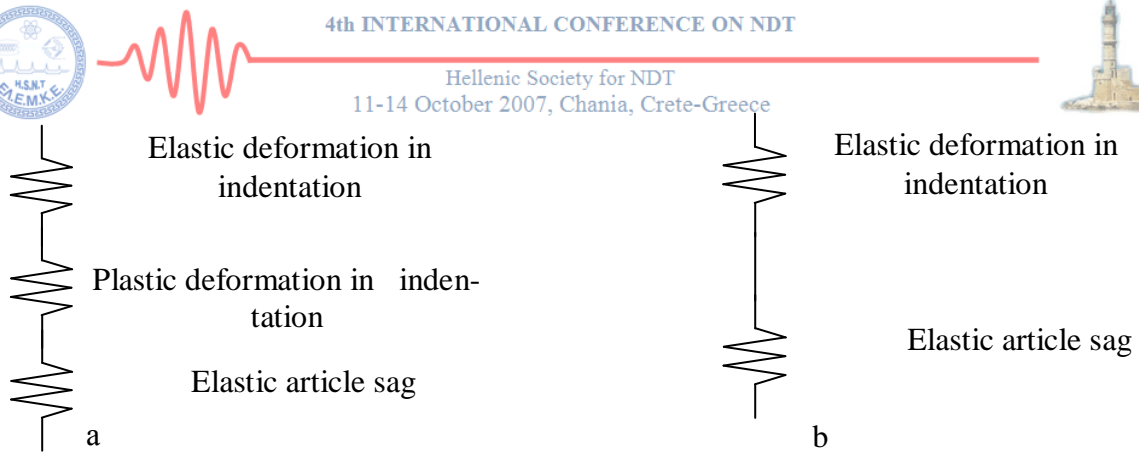 4th INTERNATIONAL CONFERENCE ON NDT
Hellenic Society for NDT
11-14 October 2007, Chania, Crete-Greece
H.S.N.T
ΕΛ.Ε.Μ.Κ.Ε.
Elastic deformation in
indentation
Plastic deformation in inden-
tation
Elastic article sag
a
Elastic deformation in
indentation
Elastic article sag
b